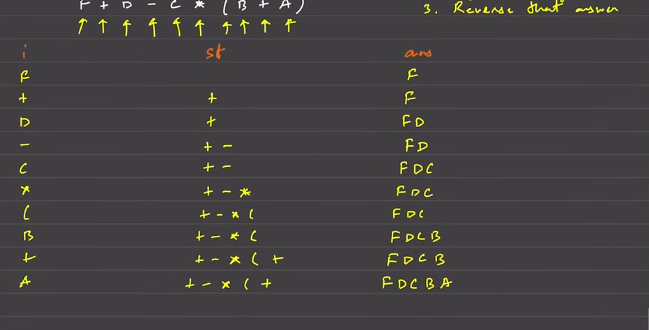 F + D - C * ( B + A )
3. Reverse that answer
↑ ↑ ↑ ↑ ↑ ↑ ↑ ↑ ↑ ↑
i st ans
F F
+ + F
D + FD
- + - FD
C + - FDC
* + - * FDC
( + - * ( FDC
B + - * ( FDCB
+ + - * ( + FDCB
A + - * ( + FDCBA